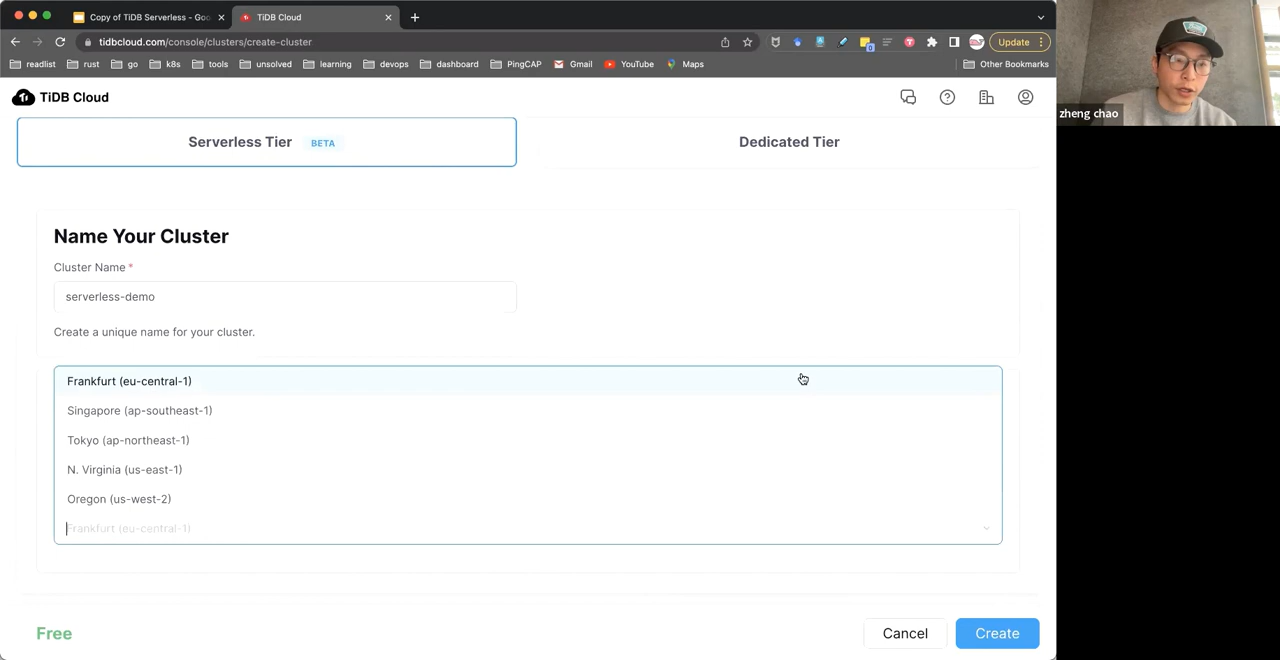 Copy of TiDB Serverless - Goo
TiDB Cloud
tidbcloud.com/console/clusters/create-cluster
Update
readlist
rust
go
k8s
tools
unsolved
learning
devops
dashboard
PingCAP
Gmail
YouTube
Maps
Other Bookmarks
TiDB Cloud
zheng chao
Serverless Tier BETA
Dedicated Tier
Name Your Cluster
Cluster Name *
serverless-demo
Create a unique name for your cluster.
Frankfurt (eu-central-1)
Singapore (ap-southeast-1)
Tokyo (ap-northeast-1)
N. Virginia (us-east-1)
Oregon (us-west-2)
Frankfurt (eu-central-1)
Free
Cancel
Create